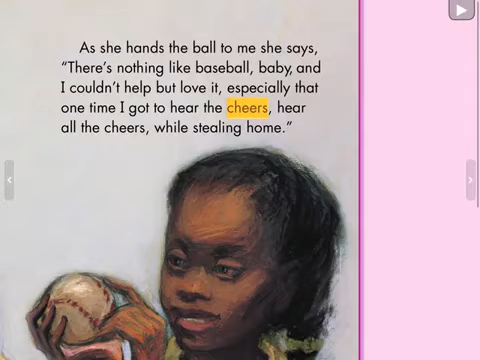 As she hands the ball to me she says,
“There’s nothing like baseball, baby, and
I couldn’t help but love it, especially that
one time I got to hear the cheers, hear
all the cheers, while stealing home.”